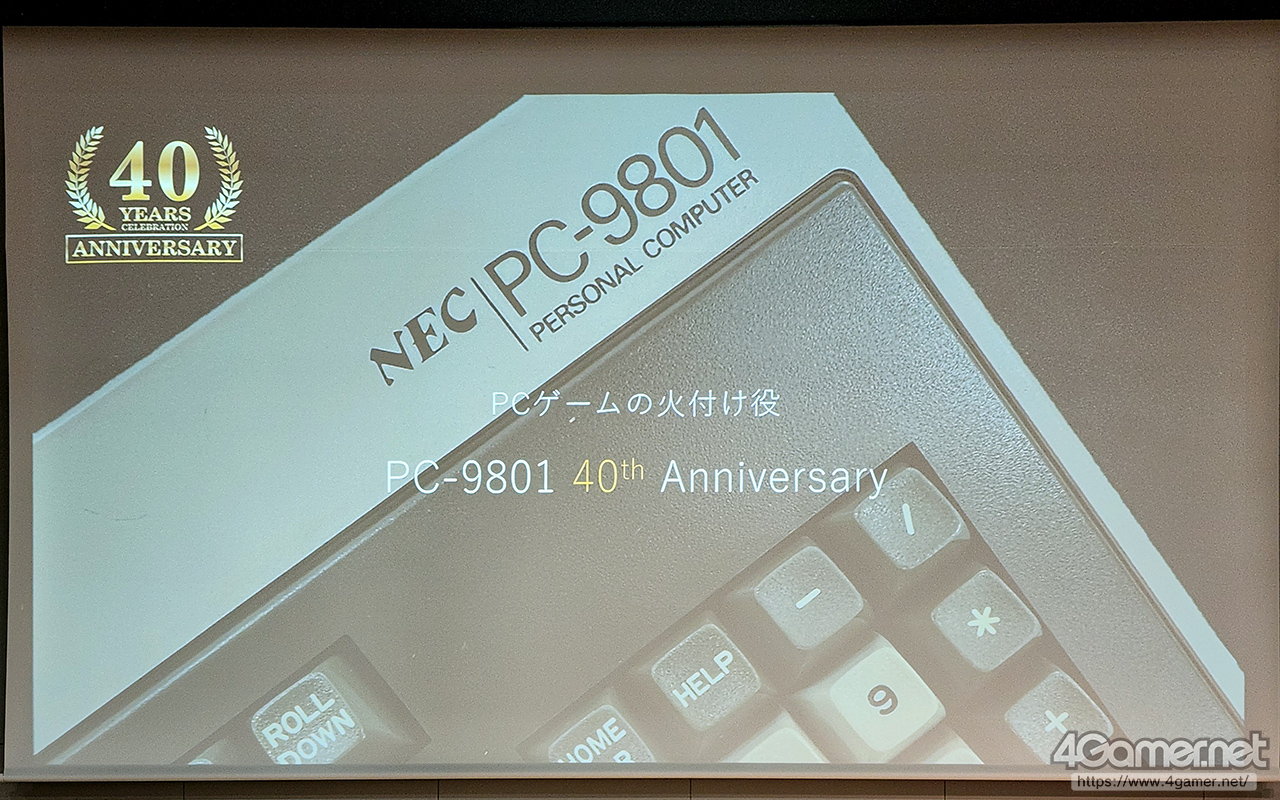 40
YEARS
CELEBRATION
ANNIVERSARY
NEC PC-9801
PERSONAL COMPUTER
PCゲームの火付け役
PC-9801 40th Anniversary
/
-
*
HELP
9
+
ROLL
DOWN
HOME
4Gamer.net
https://www.4gamer.net/